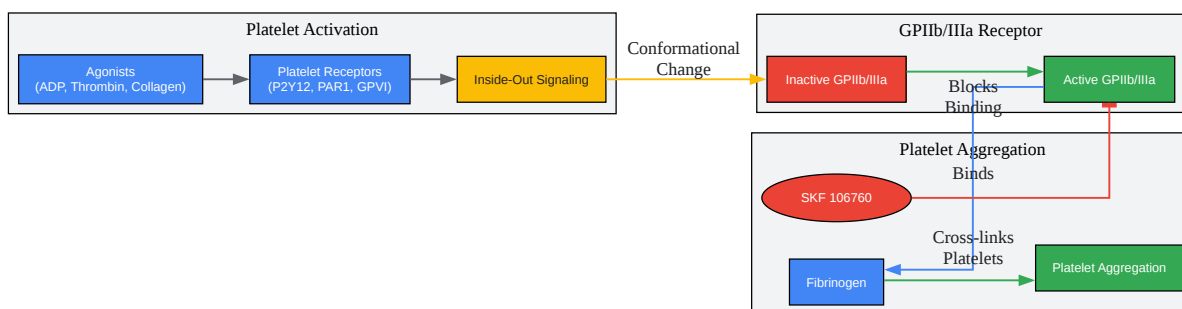 Platelet Activation
Agonists
(ADP, Thrombin, Collagen)
Platelet Receptors
(P2Y12, PAR1, GPVI)
Inside-Out Signaling
Conformational
Change
GPIIb/IIIa Receptor
Inactive GPIIb/IIIa
Active GPIIb/IIIa
Blocks
Binding
Platelet Aggregation
Binds
SKF 106760
Cross-links
Platelets
Fibrinogen
Platelet Aggregation